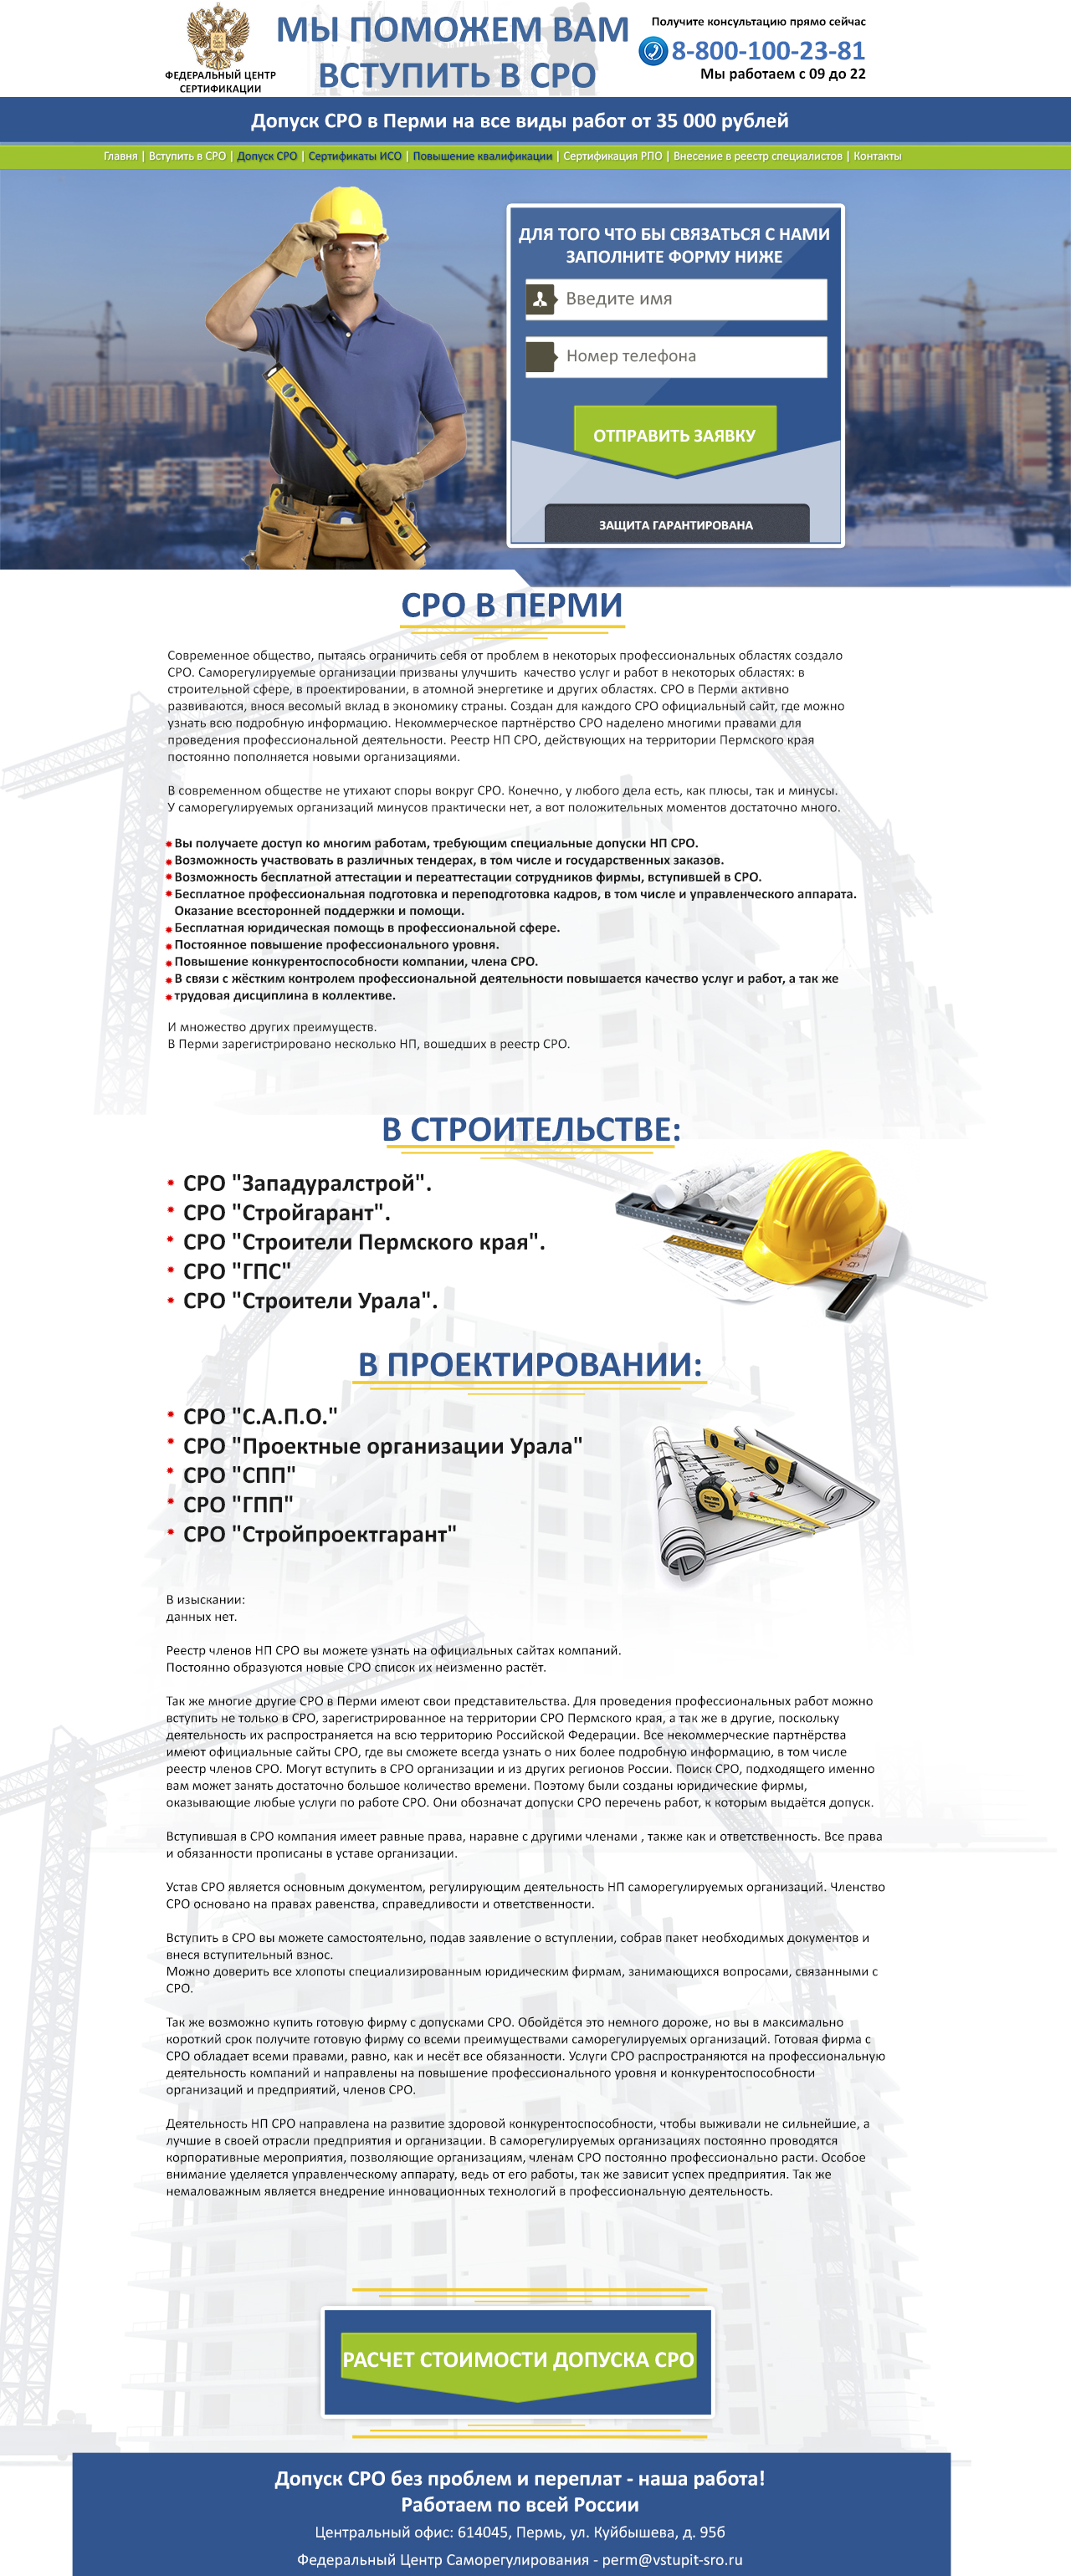 МЫ ПОМОЖЕМ ВАМ
ВСТУПИТЬ В СРО
ФЕДЕРАЛЬНЫЙ ЦЕНТР
СЕРТИФИКАЦИИ
Получите консультацию прямо сейчас
8-800-100-23-81
Мы работаем с 09 до 22
Допуск СРО в Перми на все виды работ от 35 000 рублей
Главня | Вступить в СРО | Допуск СРО | Сертификаты ИСО | Повышение квалификации | Сертификация РПО | Внесение в реестр специалистов | Контакты
ДЛЯ ТОГО ЧТО БЫ СВЯЗАТЬСЯ С НАМИ
ЗАПОЛНИТЕ ФОРМУ НИЖЕ
Введите имя
Номер телефона
ОТПРАВИТЬ ЗАЯВКУ
ЗАЩИТА ГАРАНТИРОВАНА
СРО В ПЕРМИ
Современное общество, пытаясь ограничить себя от проблем в некоторых профессиональных областях создало
СРО. Саморегулируемые организации призваны улучшить качество услуг и работ в некоторых областях: в
строительной сфере, в проектировании, в атомной энергетике и других областях. СРО в Перми активно
развиваются, внося весомый вклад в экономику страны. Создан для каждого СРО официальный сайт, где можно
узнать всю подробную информацию. Некоммерческое партнёрство СРО наделено многими правами для
проведения профессиональной деятельности. Реестр НП СРО, действующих на территории Пермского края
постоянно пополняется новыми организациями.
В современном обществе не утихают споры вокруг СРО. Конечно, у любого дела есть, как плюсы, так и минусы.
У саморегулируемых организаций минусов практически нет, а вот положительных моментов достаточно много.
Вы получаете доступ ко многим работам, требующим специальные допуски НП СРО.
Возможность участвовать в различных тендерах, в том числе и государственных заказов.
Возможность бесплатной аттестации и переаттестации сотрудников фирмы, вступившей в СРО.
Бесплатное профессиональная подготовка и переподготовка кадров, в том числе и управленческого аппарата.
Оказание всесторонней поддержки и помощи.
Бесплатная юридическая помощь в профессиональной сфере.
Постоянное повышение профессионального уровня.
Повышение конкурентоспособности компании, члена СРО.
В связи с жёстким контролем профессиональной деятельности повышается качество услуг и работ, а так же
трудовая дисциплина в коллективе.
И множество других преимуществ.
В Перми зарегистрировано несколько НП, вошедших в реестр СРО.
В СТРОИТЕЛЬСТВЕ:
СРО "Западуралстрой".
СРО "Стройгарант".
СРО "Строители Пермского края".
СРО "ГПС"
СРО "Строители Урала".
В ПРОЕКТИРОВАНИИ:
СРО "С.А.П.О."
СРО "Проектные организации Урала"
СРО "СПП"
СРО "ГПП"
СРО "Стройпроектгарант"
В изыскании:
данных нет.
Реестр членов НП СРО вы можете узнать на официальных сайтах компаний.
Постоянно образуются новые СРО список их неизменно растёт.
Так же многие другие СРО в Перми имеют свои представительства. Для проведения профессиональных работ можно
вступить не только в СРО, зарегистрированное на территории СРО Пермского края, а так же в другие, поскольку
деятельность их распространяется на всю территорию Российской Федерации. Все некоммерческие партнёрства
имеют официальные сайты СРО, где вы сможете всегда узнать о них более подробную информацию, в том числе
реестр членов СРО. Могут вступить в СРО организации и из других регионов России. Поиск СРО, подходящего именно
вам может занять достаточно большое количество времени. Поэтому были созданы юридические фирмы,
оказывающие любые услуги по работе СРО. Они обозначат допуски СРО перечень работ, к которым выдаётся допуск.
Вступившая в СРО компания имеет равные права, наравне с другими членами , также как и ответственность. Все права
и обязанности прописаны в уставе организации.
Устав СРО является основным документом, регулирующим деятельность НП саморегулируемых организаций. Членство
СРО основано на правах равенства, справедливости и ответственности.
Вступить в СРО вы можете самостоятельно, подав заявление о вступлении, собрав пакет необходимых документов и
внеся вступительный взнос.
Можно доверить все хлопоты специализированным юридическим фирмам, занимающихся вопросами, связанными с
СРО.
Так же возможно купить готовую фирму с допусками СРО. Обойдётся это немного дороже, но вы в максимально
короткий срок получите готовую фирму со всеми преимуществами саморегулируемых организаций. Готовая фирма с
СРО обладает всеми правами, равно, как и несёт все обязанности. Услуги СРО распространяются на профессиональную
деятельность компаний и направлены на повышение профессионального уровня и конкурентоспособности
организаций и предприятий, членов СРО.
Деятельность НП СРО направлена на развитие здоровой конкурентоспособности, чтобы выживали не сильнейшие, а
лучшие в своей отрасли предприятия и организации. В саморегулируемых организациях постоянно проводятся
корпоративные мероприятия, позволяющие организациям, членам СРО постоянно профессионально расти. Особое
внимание уделяется управленческому аппарату, ведь от его работы, так же зависит успех предприятия. Так же
немаловажным является внедрение инновационных технологий в профессиональную деятельность.
РАСЧЕТ СТОИМОСТИ ДОПУСКА СРО
Допуск СРО без проблем и переплат - наша работа!
Работаем по всей России
Центральный офис: 614045, Пермь, ул. Куйбышева, д. 95б
Федеральный Центр Саморегулирования - perm@vstupit-sro.ru